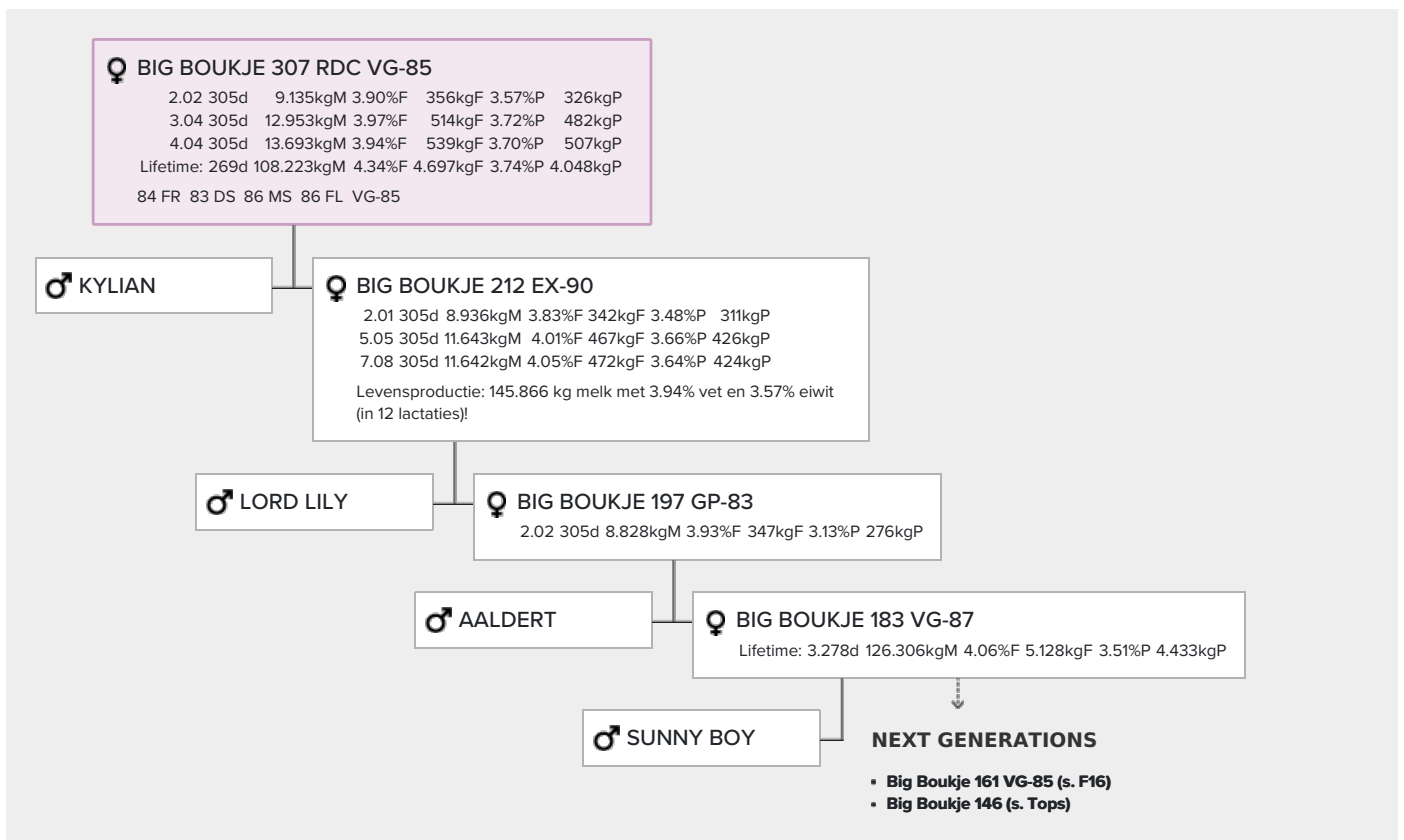 BIG BOUKJE 307 RDC VG-85
2.02 305d 9.135kgM 3.90%F 356kgF 3.57%P 326kgP
3.04 305d 12.953kgM 3.97%F 514kgF 3.72%P 482kgP
4.04 305d 13.693kgM 3.94%F 539kgF 3.70%P 507kgP
Lifetime: 269d 108.223kgM 4.34%F 4.697kgF 3.74%P 4.048kgP
84 FR 83 DS 86 MS 86 FL VG-85
KYLIAN
BIG BOUKJE 212 EX-90
2.01 305d 8.936kgM 3.83%F 342kgF 3.48%P 311kgP
5.05 305d 11.643kgM 4.01%F 467kgF 3.66%P 426kgP
7.08 305d 11.642kgM 4.05%F 472kgF 3.64%P 424kgP
Levensproductie: 145.866 kg melk met 3.94% vet en 3.57% eiwit
(in 12 lactaties)!
LORD LILY
BIG BOUKJE 197 GP-83
2.02 305d 8.828kgM 3.93%F 347kgF 3.13%P 276kgP
AALDERT
BIG BOUKJE 183 VG-87
Lifetime: 3.278d 126.306kgM 4.06%F 5.128kgF 3.51%P 4.433kgP
SUNNY BOY
NEXT GENERATIONS
• Big Boukje 161 VG-85 (s. F16)
• Big Boukje 146 (s. Tops)